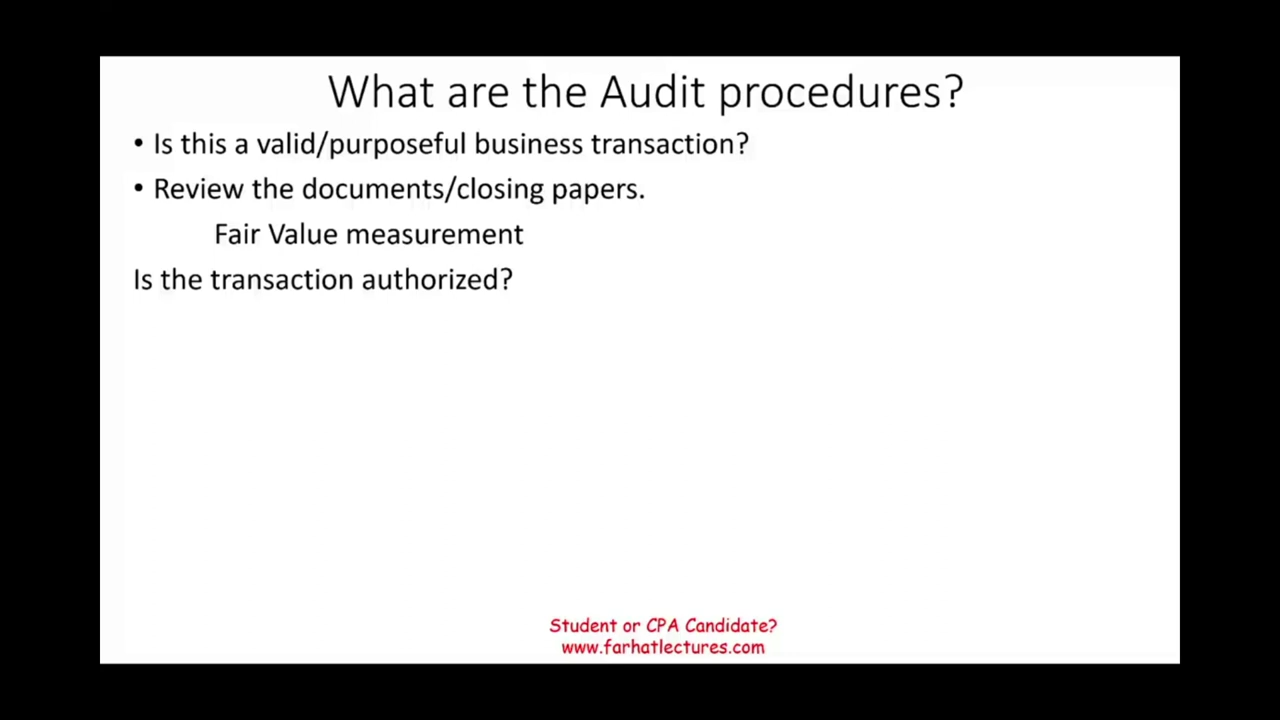 What are the Audit procedures?
• Is this a valid/purposeful business transaction?
• Review the documents/closing papers.
Fair Value measurement
Is the transaction authorized?
Student or CPA Candidate?
www.farhatlectures.com